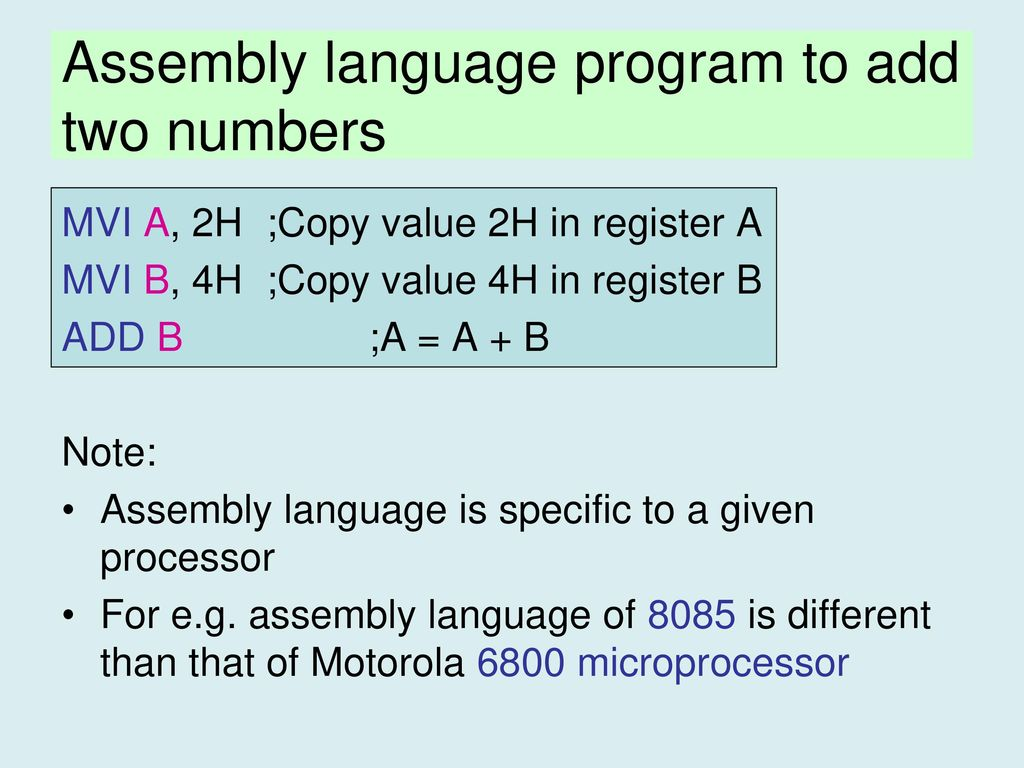 Assembly language program to add
two numbers
MVI A, 2H ;Copy value 2H in register A
MVI B, 4H ;Copy value 4H in register B
ADD B ;A = A + B
Note:
• Assembly language is specific to a given
processor
• For e.g. assembly language of 8085 is different
than that of Motorola 6800 microprocessor